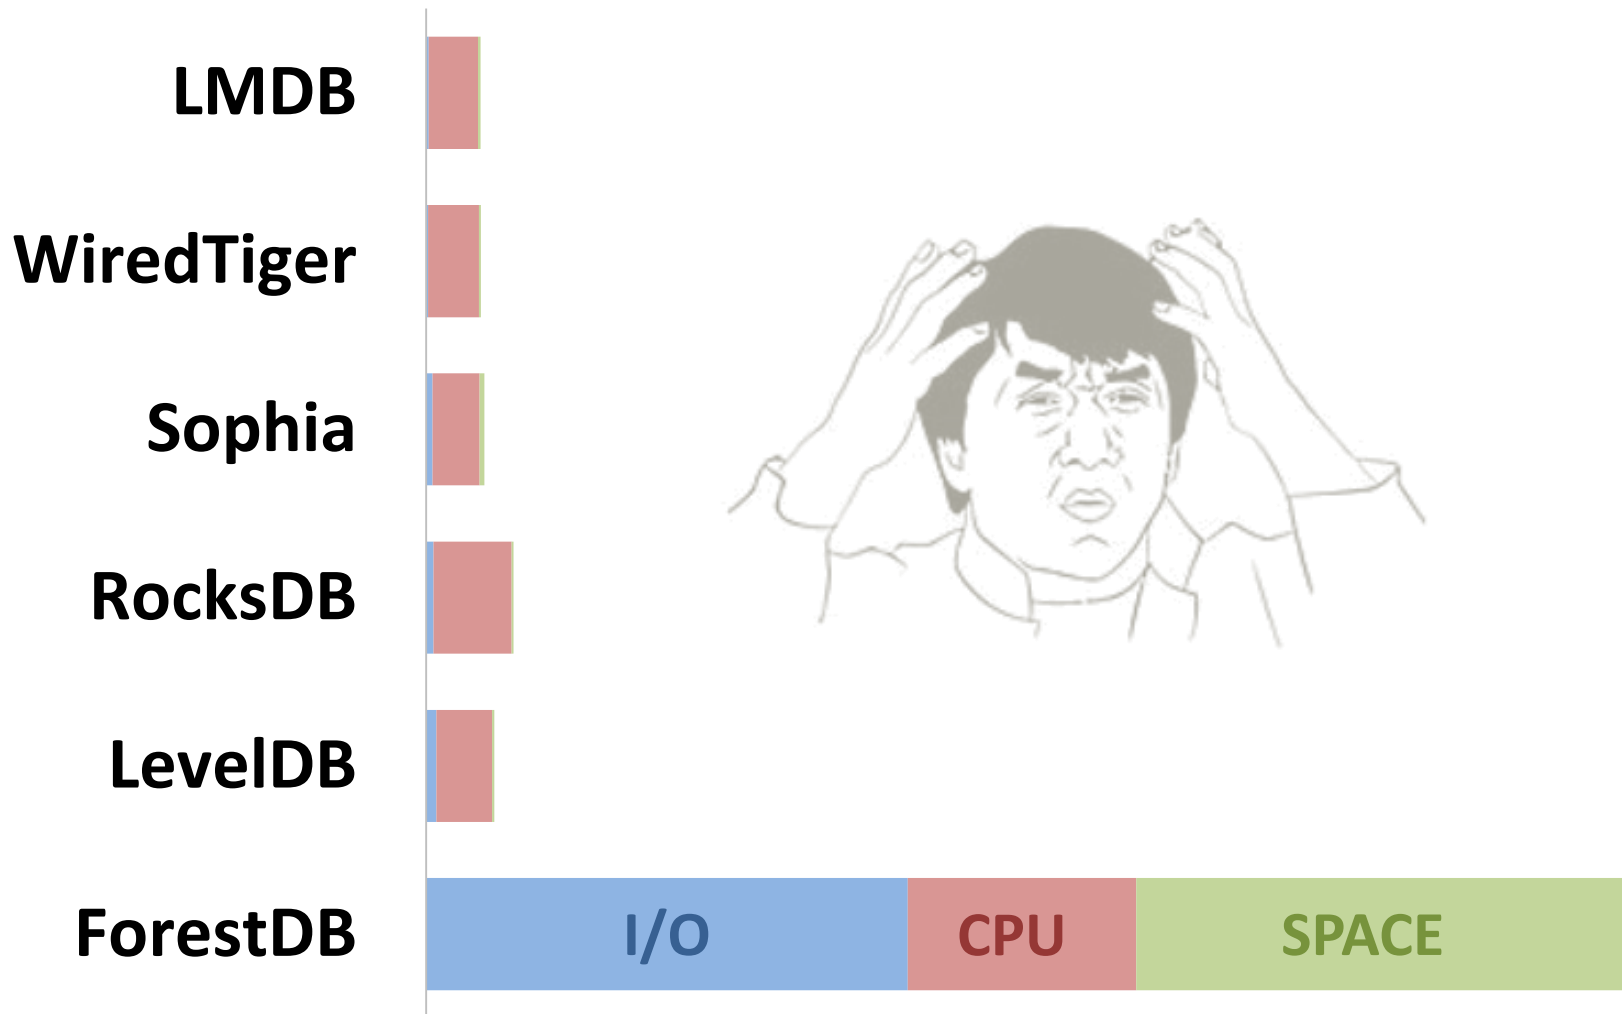 LMDB
WiredTiger
Sophia
RocksDB
LevelDB
ForestDB
I/O
CPU
SPACE